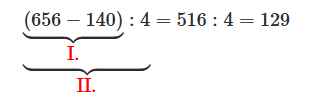 (656 − 140) : 4 = 516 : 4 = 129
I.
II.